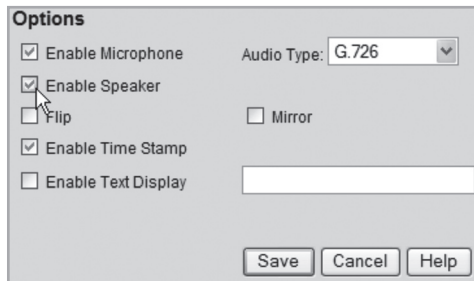 Options
Enable Microphone Audio Type: G.726
Enable Speaker
Flip Mirror
Enable Time Stamp
Enable Text Display
Save Cancel Help